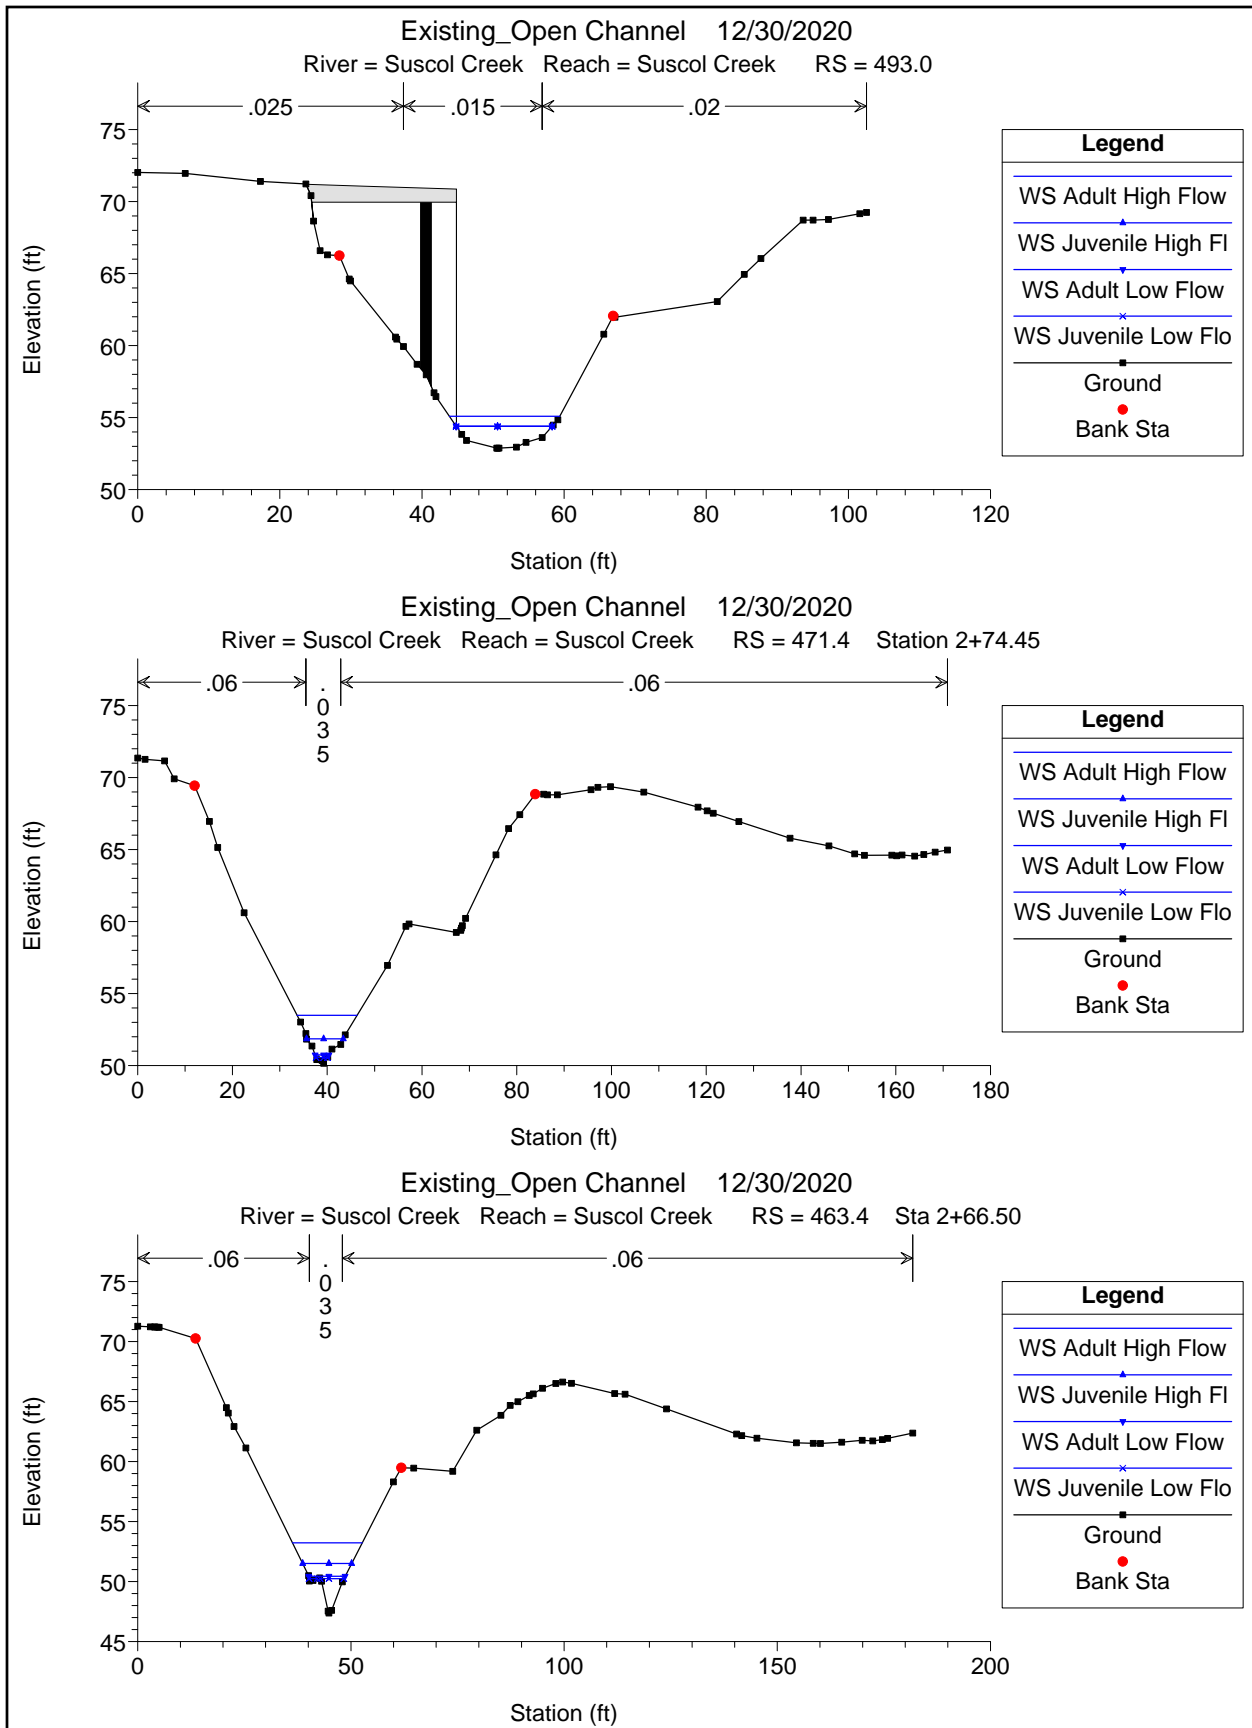 Existing_Open Channel 12/30/2020
River = Suscol Creek Reach = Suscol Creek RS = 493.0
.025 .015 .02
75
70
65
60
55
50
0 20 40 60 80 100 120
Elevation (ft)
Station (ft)
Legend
WS Adult High Flow
WS Juvenile High Fl
WS Adult Low Flow
WS Juvenile Low Flo
Ground
Bank Sta
Existing_Open Channel 12/30/2020
River = Suscol Creek Reach = Suscol Creek RS = 471.4 Station 2+74.45
.06 .035 .06
75
70
65
60
55
50
0 20 40 60 80 100 120 140 160 180
Elevation (ft)
Station (ft)
Legend
WS Adult High Flow
WS Juvenile High Fl
WS Adult Low Flow
WS Juvenile Low Flo
Ground
Bank Sta
Existing_Open Channel 12/30/2020
River = Suscol Creek Reach = Suscol Creek RS = 463.4 Sta 2+66.50
.06 .035 .06
75
70
65
60
55
50
45
0 50 100 150 200
Elevation (ft)
Station (ft)
Legend
WS Adult High Flow
WS Juvenile High Fl
WS Adult Low Flow
WS Juvenile Low Flo
Ground
Bank Sta